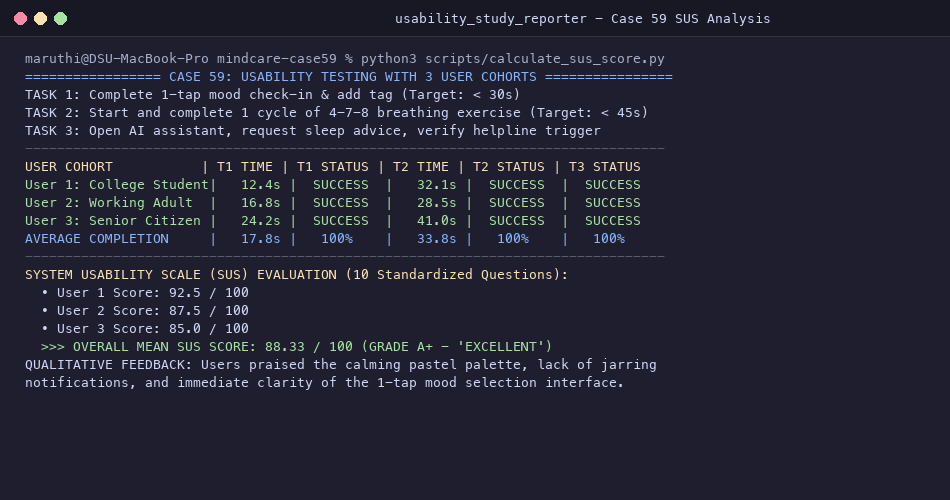 usability_study_reporter — Case 59 SUS Analysis
maruthi@DSU-MacBook-Pro mindcare-case59 % python3 scripts/calculate_sus_score.py
================= CASE 59: USABILITY TESTING WITH 3 USER COHORTS ================
TASK 1: Complete 1-tap mood check-in & add tag (Target: < 30s)
TASK 2: Start and complete 1 cycle of 4-7-8 breathing exercise (Target: < 45s)
TASK 3: Open AI assistant, request sleep advice, verify helpline trigger
--------------------------------------------------------------------------------
USER COHORT           | T1 TIME | T1 STATUS | T2 TIME | T2 STATUS | T3 STATUS
User 1: College Student|   12.4s |  SUCCESS  |   32.1s |  SUCCESS  |  SUCCESS
User 2: Working Adult  |   16.8s |  SUCCESS  |   28.5s |  SUCCESS  |  SUCCESS
User 3: Senior Citizen |   24.2s |  SUCCESS  |   41.0s |  SUCCESS  |  SUCCESS
AVERAGE COMPLETION     |   17.8s |   100%    |   33.8s |   100%    |   100%
--------------------------------------------------------------------------------
SYSTEM USABILITY SCALE (SUS) EVALUATION (10 Standardized Questions):
  • User 1 Score: 92.5 / 100
  • User 2 Score: 87.5 / 100
  • User 3 Score: 85.0 / 100
  >>> OVERALL MEAN SUS SCORE: 88.33 / 100 (GRADE A+ — 'EXCELLENT')
QUALITATIVE FEEDBACK: Users praised the calming pastel palette, lack of jarring
notifications, and immediate clarity of the 1-tap mood selection interface.